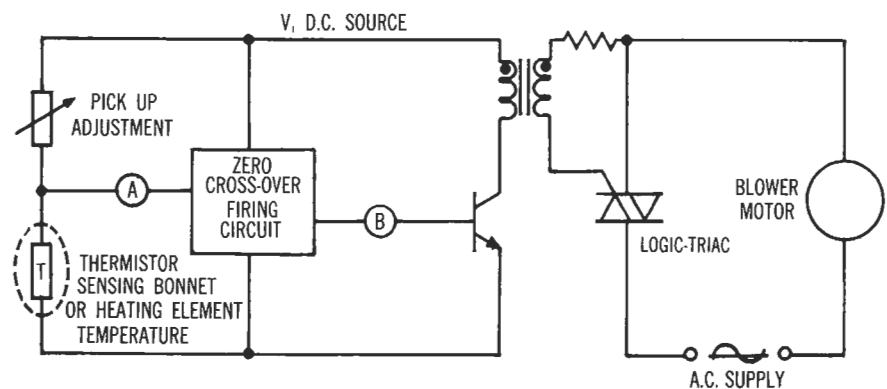 V₁ D.C. SOURCE
PICK UP
ADJUSTMENT
A
ZERO
CROSS-OVER
FIRING
CIRCUIT
B
T
THERMISTOR
SENSING BONNET
OR HEATING ELEMENT
TEMPERATURE
LOGIC-TRIAC
BLOWER
MOTOR
A.C. SUPPLY